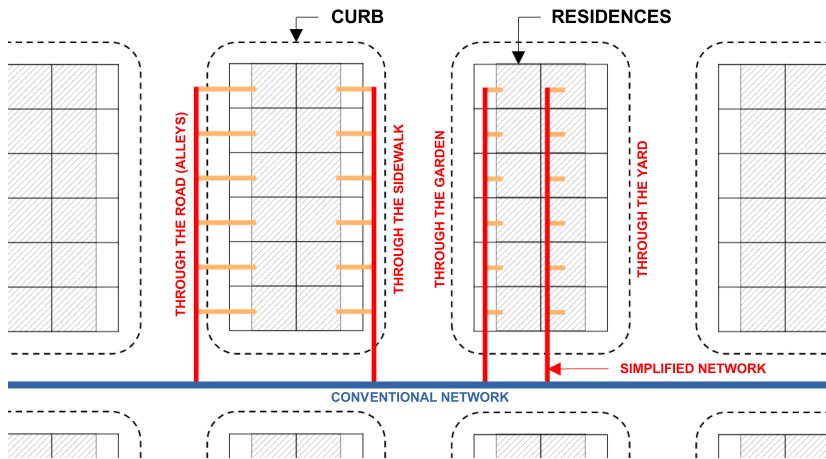 CURB
RESIDENCES
THROUGH THE ROAD (ALLEYS)
THROUGH THE SIDEWALK
THROUGH THE GARDEN
THROUGH THE YARD
SIMPLIFIED NETWORK
CONVENTIONAL NETWORK